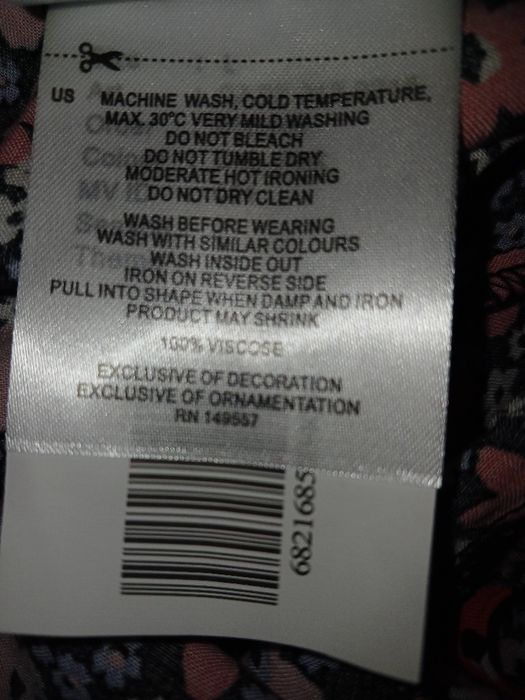 US MACHINE WASH, COLD TEMPERATURE,
MAX. 30°C VERY MILD WASHING
DO NOT BLEACH
DO NOT TUMBLE DRY
MODERATE HOT IRONING
DO NOT DRY CLEAN
WASH BEFORE WEARING
WASH WITH SIMILAR COLOURS
WASH INSIDE OUT
IRON ON REVERSE SIDE
PULL INTO SHAPE WHEN DAMP AND IRON
PRODUCT MAY SHRINK
100% VISCOSE
EXCLUSIVE OF DECORATION
EXCLUSIVE OF ORNAMENTATION
RN 149557
6821685